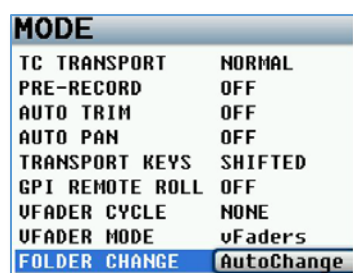 MODE
TC TRANSPORT NORMAL
PRE-RECORD OFF
AUTO TRIM OFF
AUTO PAN OFF
TRANSPORT KEYS SHIFTED
GPI REMOTE ROLL OFF
VFADER CYCLE NONE
VFADER MODE vFaders
FOLDER CHANGE AutoChange